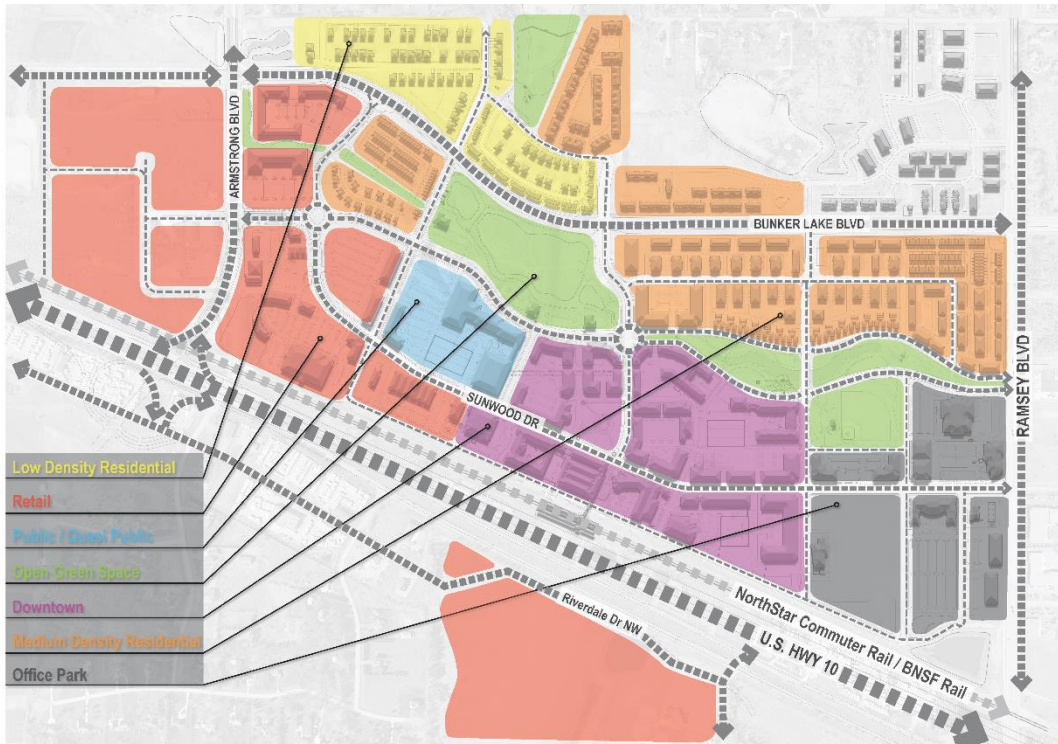 ARMSTRONG BLVD
BUNKER LAKE BLVD
RAMSEY BLVD
SUNWOOD DR
Low Density Residential
Retail
Public / Quasi Public
Open Green Space
Downtown
Medium Density Residential
Office Park
Riverdale Dr NW
NorthStar Commuter Rail / BNSF Rail
U.S. HWY 10